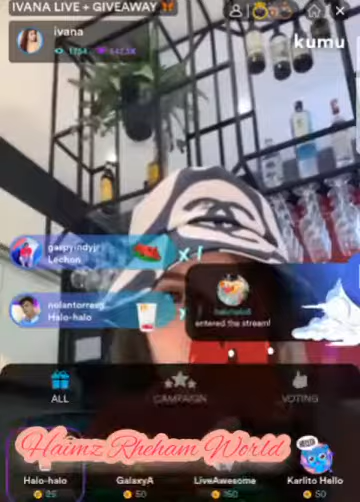 IVANA LIVE + GIVEAWAY
ivana
kumu
Lechon
x 1
Halo-halo
entered the stream!
ALL
CAMPAIGN
VOTING
Haimz Rheham World
Halo-halo
GalaxyA
LiveAwesome
Karlito Hello
25
50
150
50